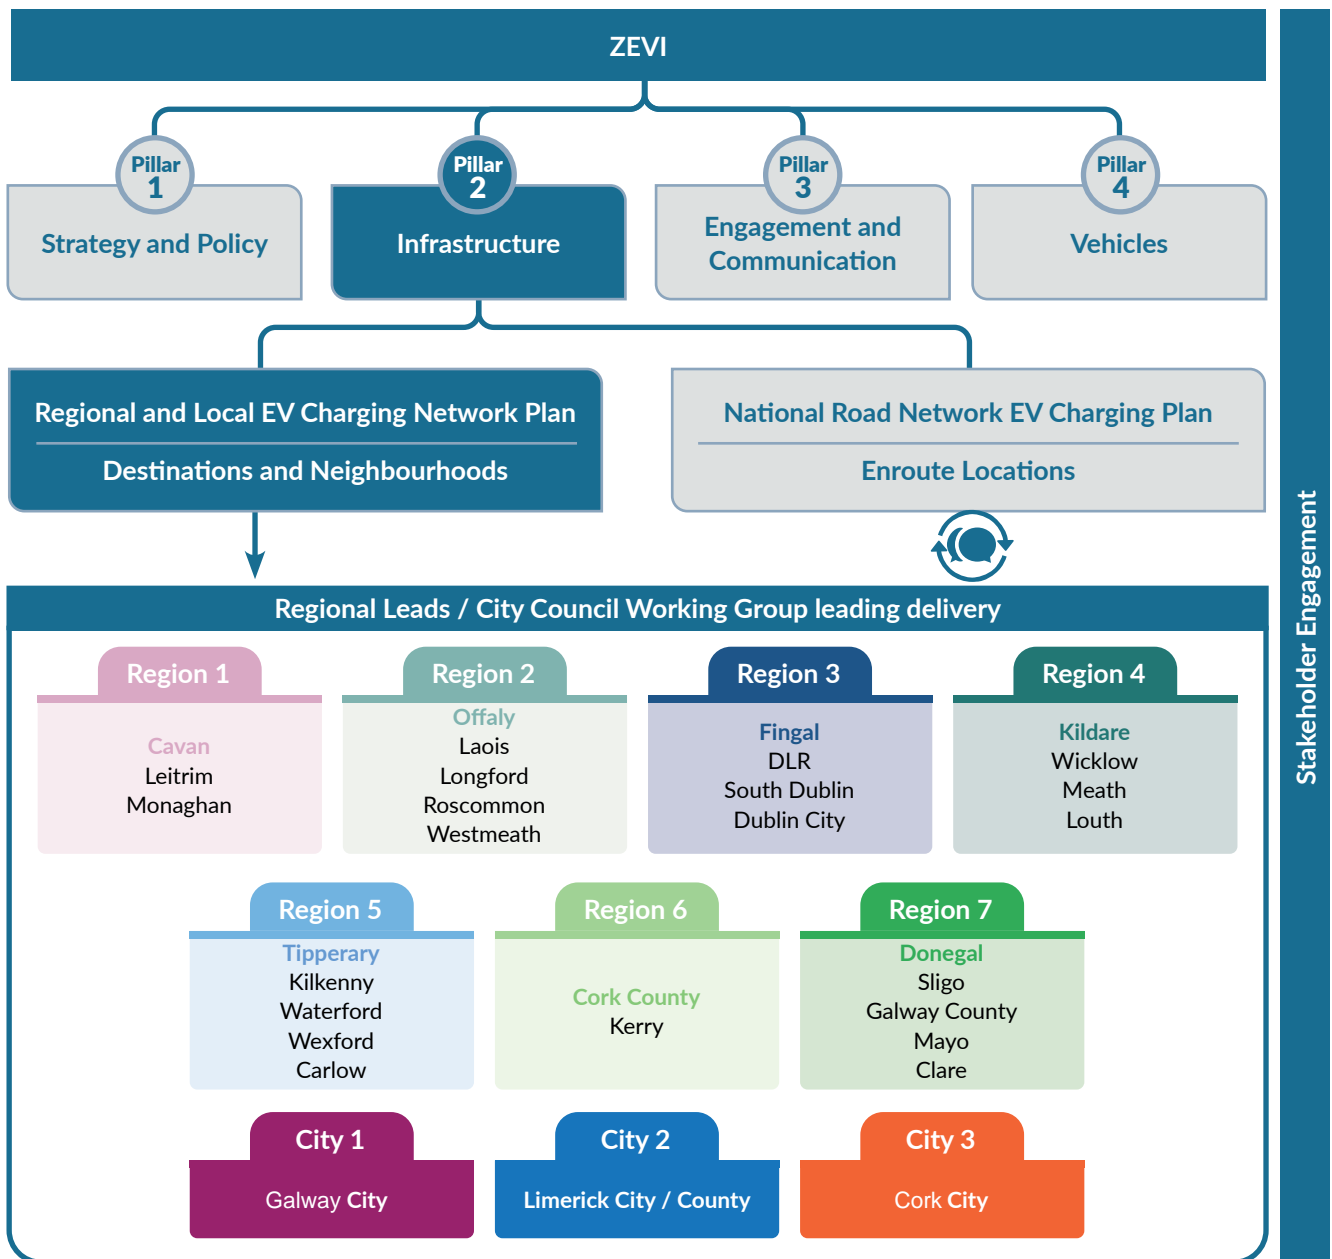 ZEVI
Pillar
1
Strategy and Policy
Pillar
2
Infrastructure
Pillar
3
Engagement and
Communication
Pillar
4
Vehicles
Regional and Local EV Charging Network Plan
Destinations and Neighbourhoods
National Road Network EV Charging Plan
Enroute Locations
Regional Leads / City Council Working Group leading delivery
Region 1
Cavan
Leitrim
Monaghan
Region 2
Offaly
Laois
Longford
Roscommon
Westmeath
Region 3
Fingal
DLR
South Dublin
Dublin City
Region 4
Kildare
Wicklow
Meath
Louth
Region 5
Tipperary
Kilkenny
Waterford
Wexford
Carlow
Region 6
Cork County
Kerry
Region 7
Donegal
Sligo
Galway County
Mayo
Clare
City 1
Galway City
City 2
Limerick City / County
City 3
Cork City
Stakeholder Engagement